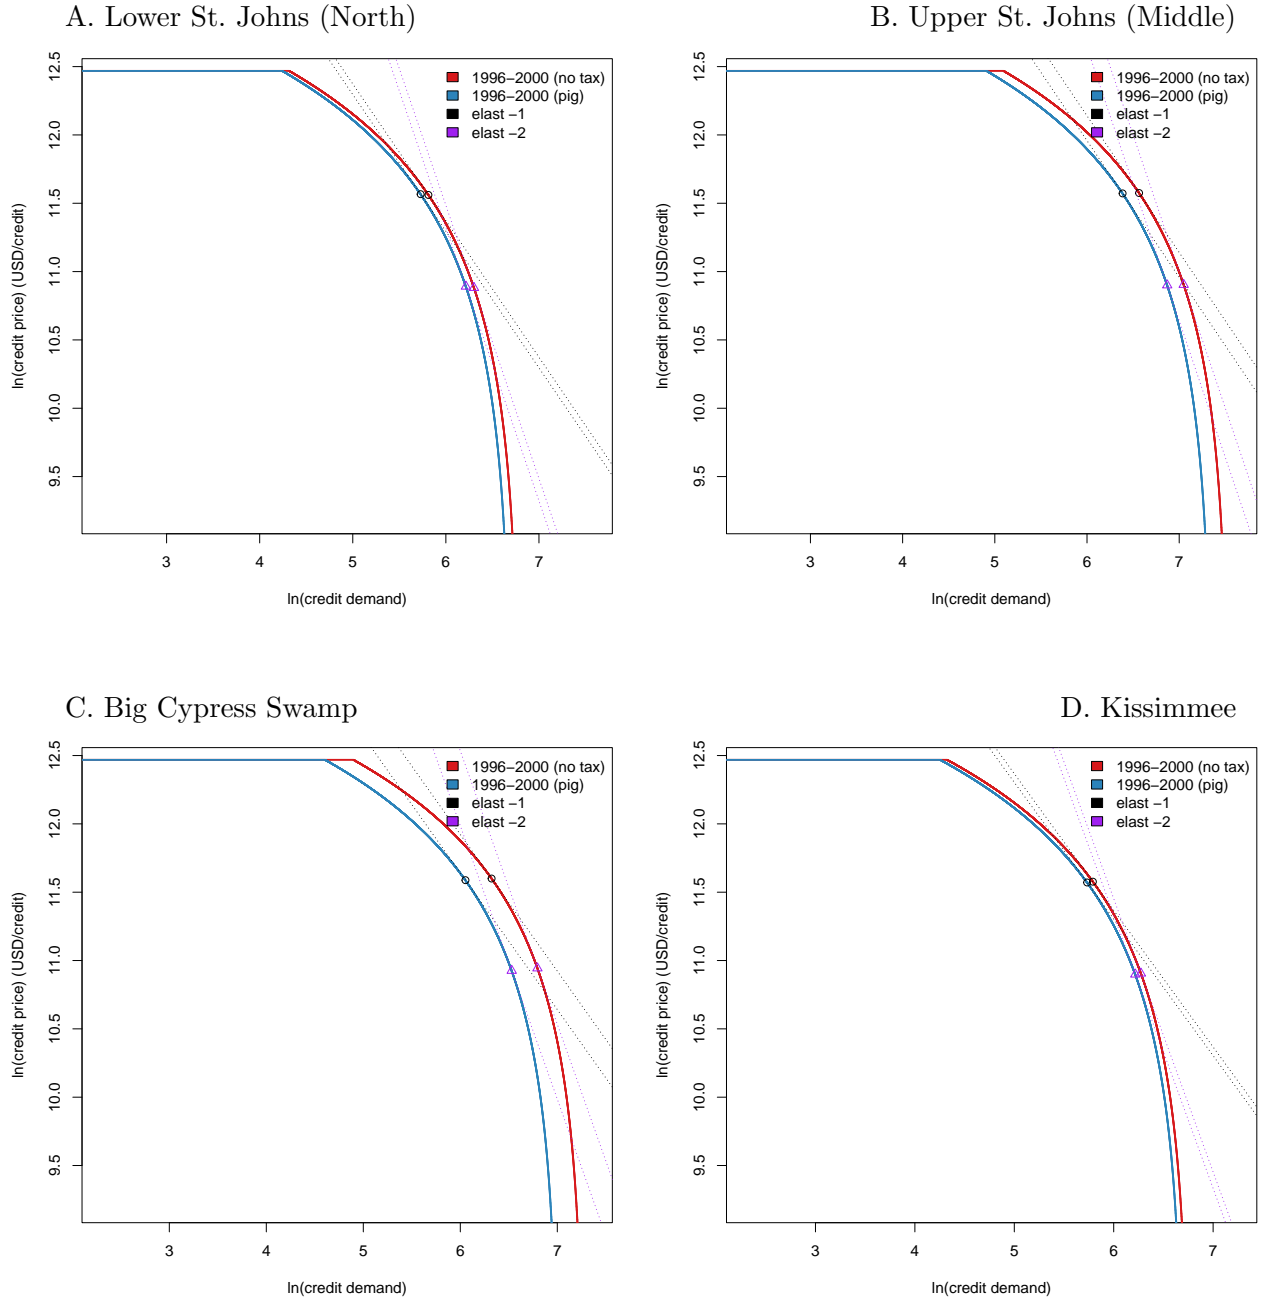 A. Lower St. Johns (North)
12.5
12.0
11.5
11.0
10.5
10.0
9.5
ln(credit price) (USD/credit)
1996−2000 (no tax)
1996−2000 (pig)
elast −1
elast −2
3 4 5 6 7
ln(credit demand)
B. Upper St. Johns (Middle)
12.5
12.0
11.5
11.0
10.5
10.0
9.5
ln(credit price) (USD/credit)
1996−2000 (no tax)
1996−2000 (pig)
elast −1
elast −2
3 4 5 6 7
ln(credit demand)
C. Big Cypress Swamp
12.5
12.0
11.5
11.0
10.5
10.0
9.5
ln(credit price) (USD/credit)
1996−2000 (no tax)
1996−2000 (pig)
elast −1
elast −2
3 4 5 6 7
ln(credit demand)
D. Kissimmee
12.5
12.0
11.5
11.0
10.5
10.0
9.5
ln(credit price) (USD/credit)
1996−2000 (no tax)
1996−2000 (pig)
elast −1
elast −2
3 4 5 6 7
ln(credit demand)